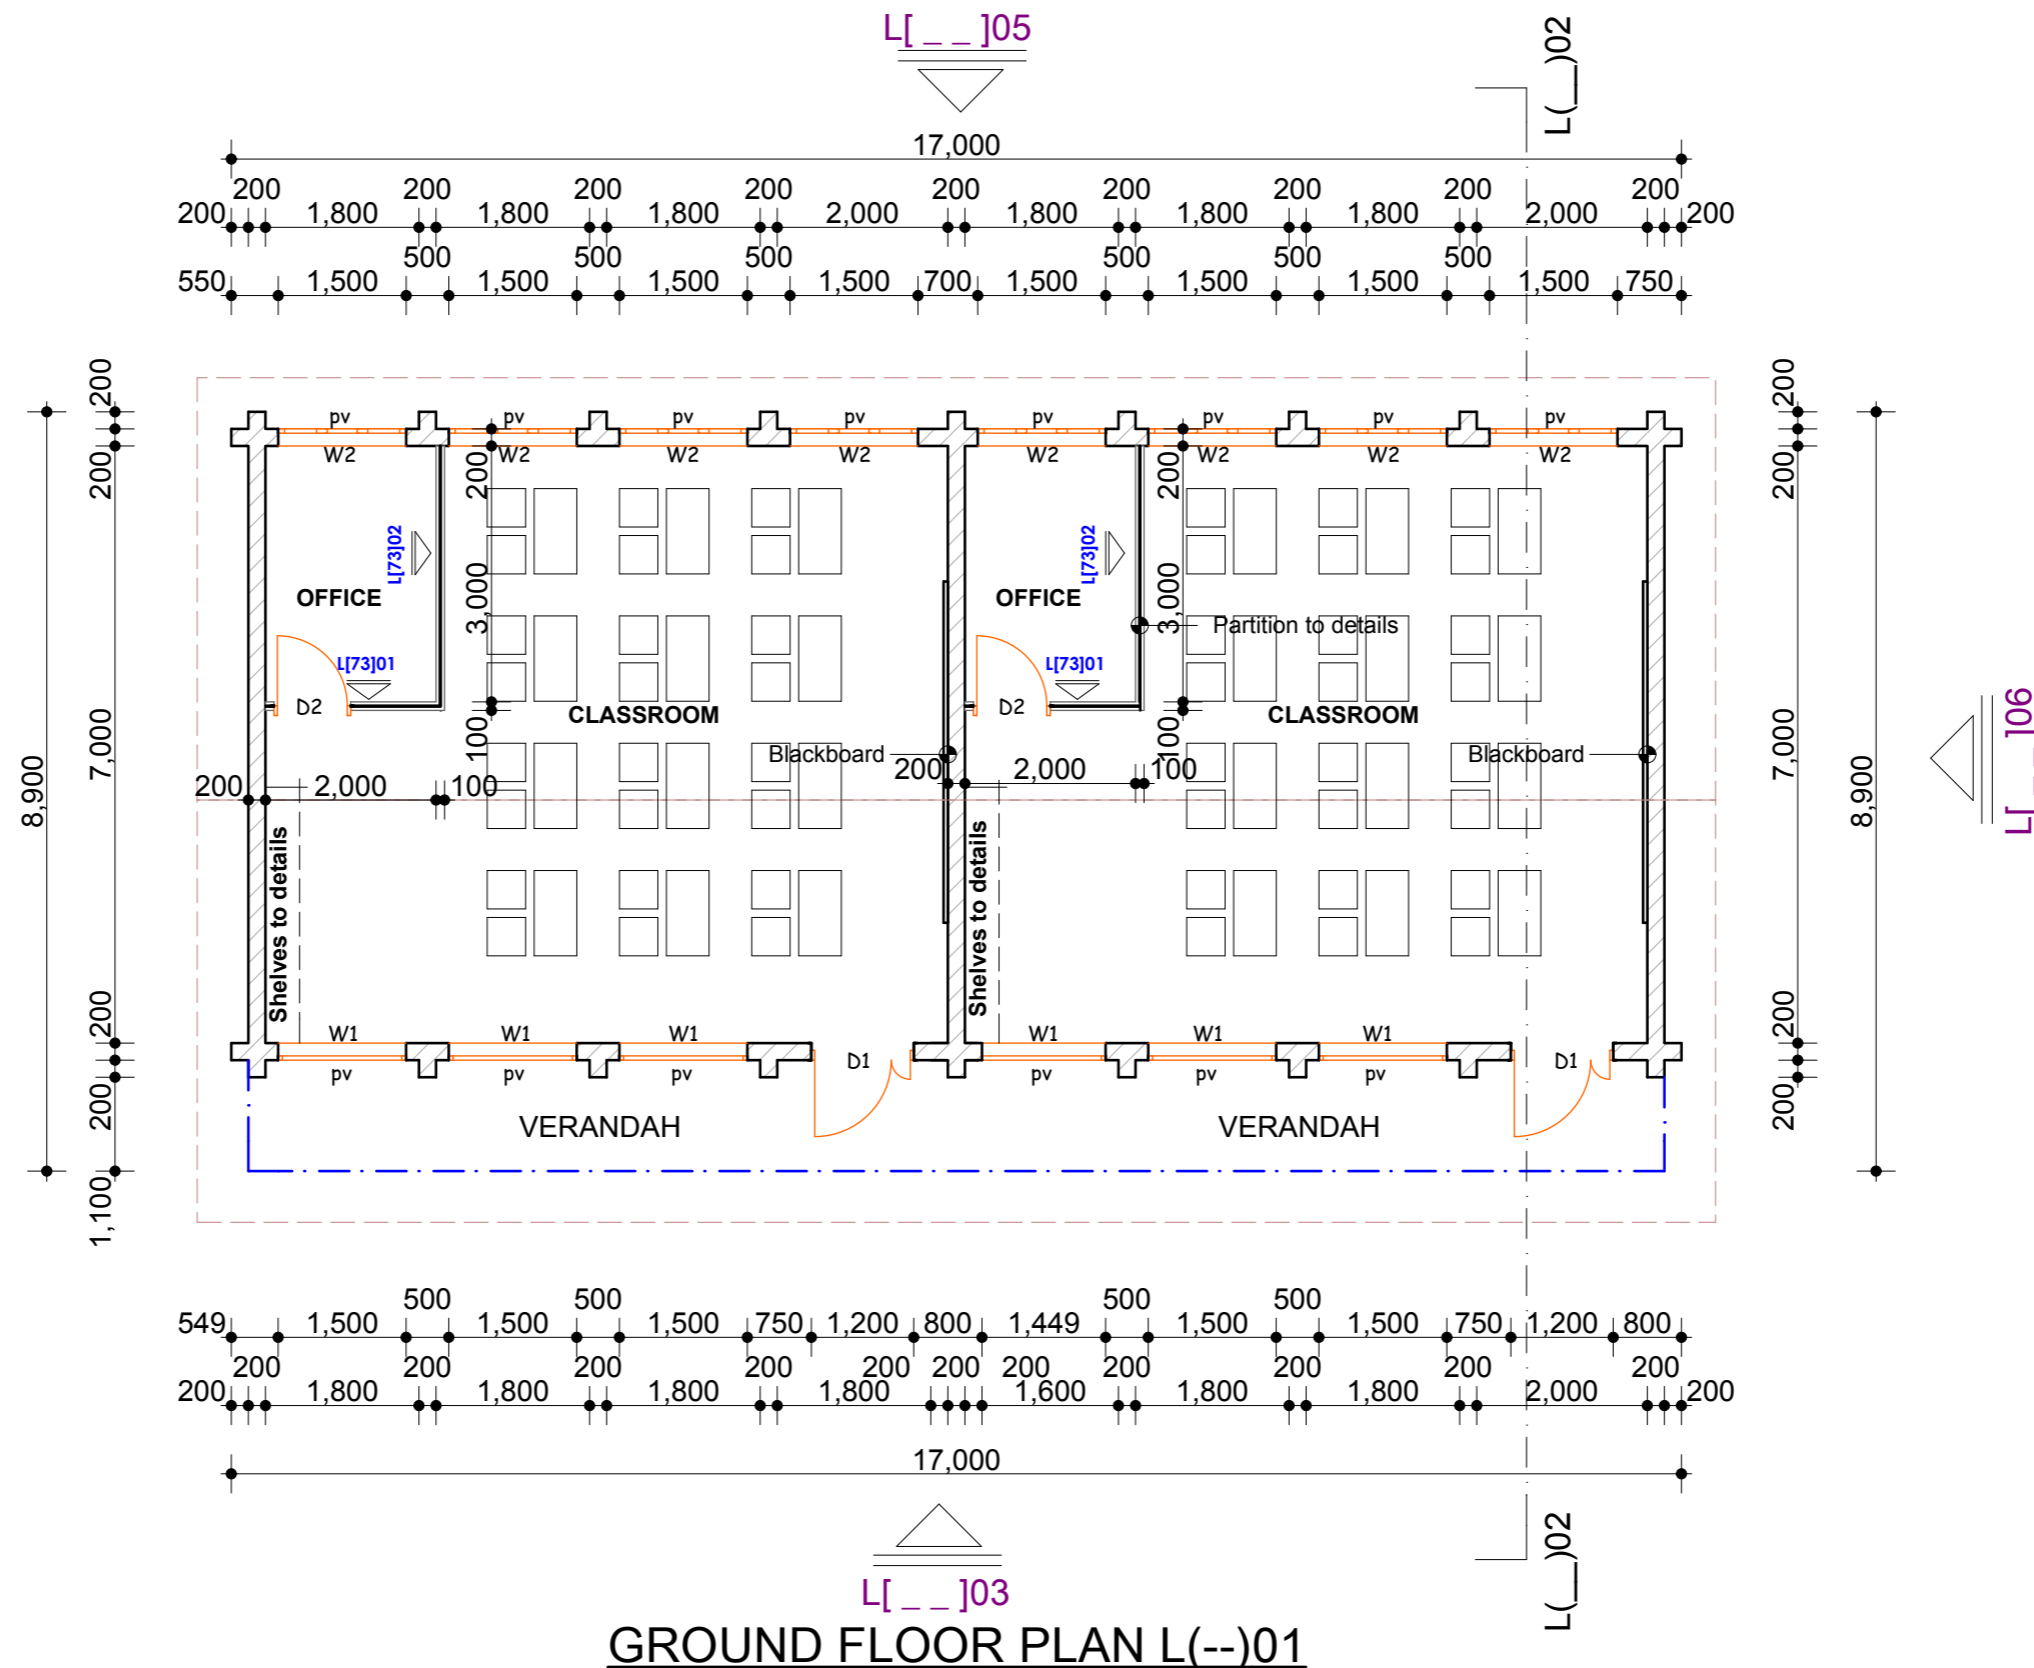 L[ _ _ ]05
L(__)02
17,000
200 200 200 200 200 200 200 200 200
200 1,800 1,800 1,800 2,000 1,800 1,800 1,800 2,000 200
500 500 500 500 500 500
550 1,500 1,500 1,500 1,500 700 1,500 1,500 1,500 1,500 750
200 200
pv pv pv pv pv pv pv pv
W2 W2 W2 W2 W2 W2 W2 W2
200 200 200 200
L[73]02 L[73]02
OFFICE OFFICE
3,000 3,000
Partition to details
L[73]01 L[73]01
D2 D2
CLASSROOM CLASSROOM
L[ _ _ ]06
100 100
Blackboard Blackboard
8,900 7,000 7,000 8,900
200 2,000 100 200 2,000 100
Shelves to details Shelves to details
200 200
W1 W1 W1 W1 W1 W1
D1 D1
pv pv pv pv pv pv
200 200
VERANDAH VERANDAH
1,100
500 500 500 500
549 1,500 1,500 1,500 750 1,200 800 1,449 1,500 1,500 750 1,200 800
200 200 200 200 200 200 200 200 200 200 200
200 1,800 1,800 1,800 1,800 1,600 1,800 1,800 2,000 200
17,000
L(__)02
L[ _ _ ]03
GROUND FLOOR PLAN L(--)01